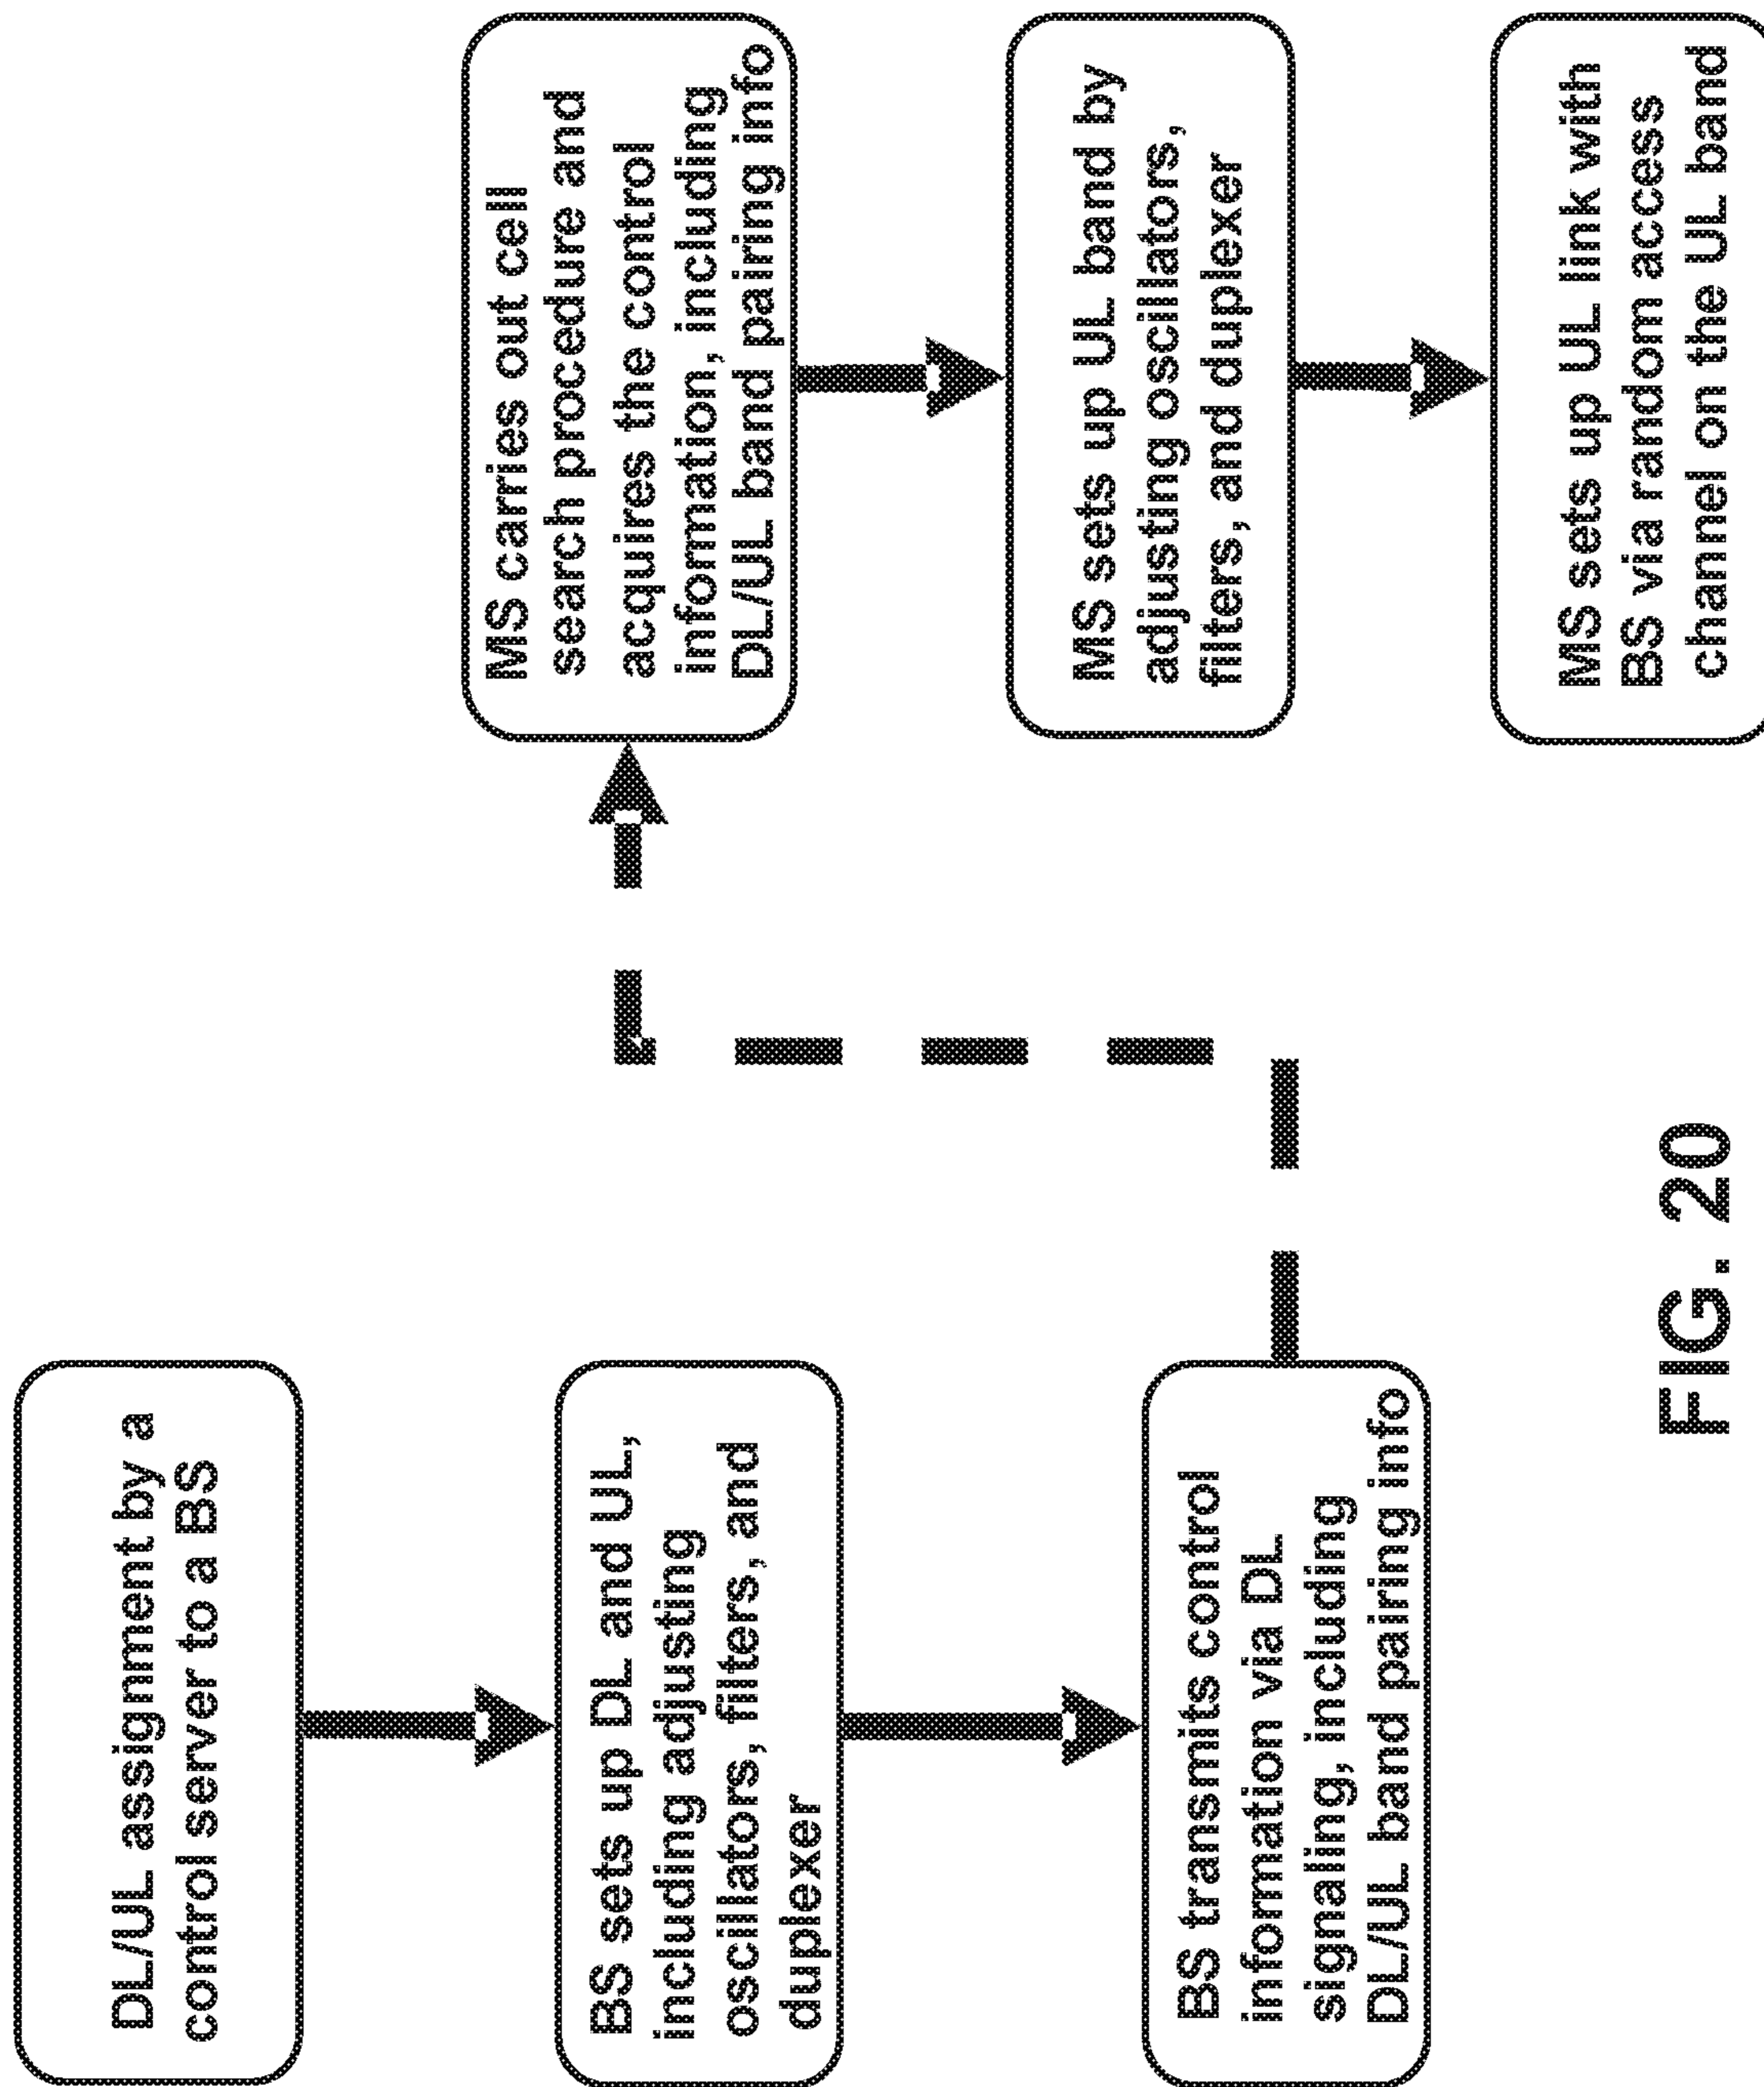 DL/UL assignment by a
control server to a BS
BS sets up DL and UL,
including adjusting
oscillators, filters, and
duplexer
BS transmits control
information via DL
signaling, including
DL/UL band pairing info
MS carries out cell
search procedure and
acquires the control
information, including
DL/UL band pairing info
MS sets up UL band by
adjusting oscillators,
filters, and duplexer
MS sets up UL link with
BS via random access
channel on the UL band
FIG. 20